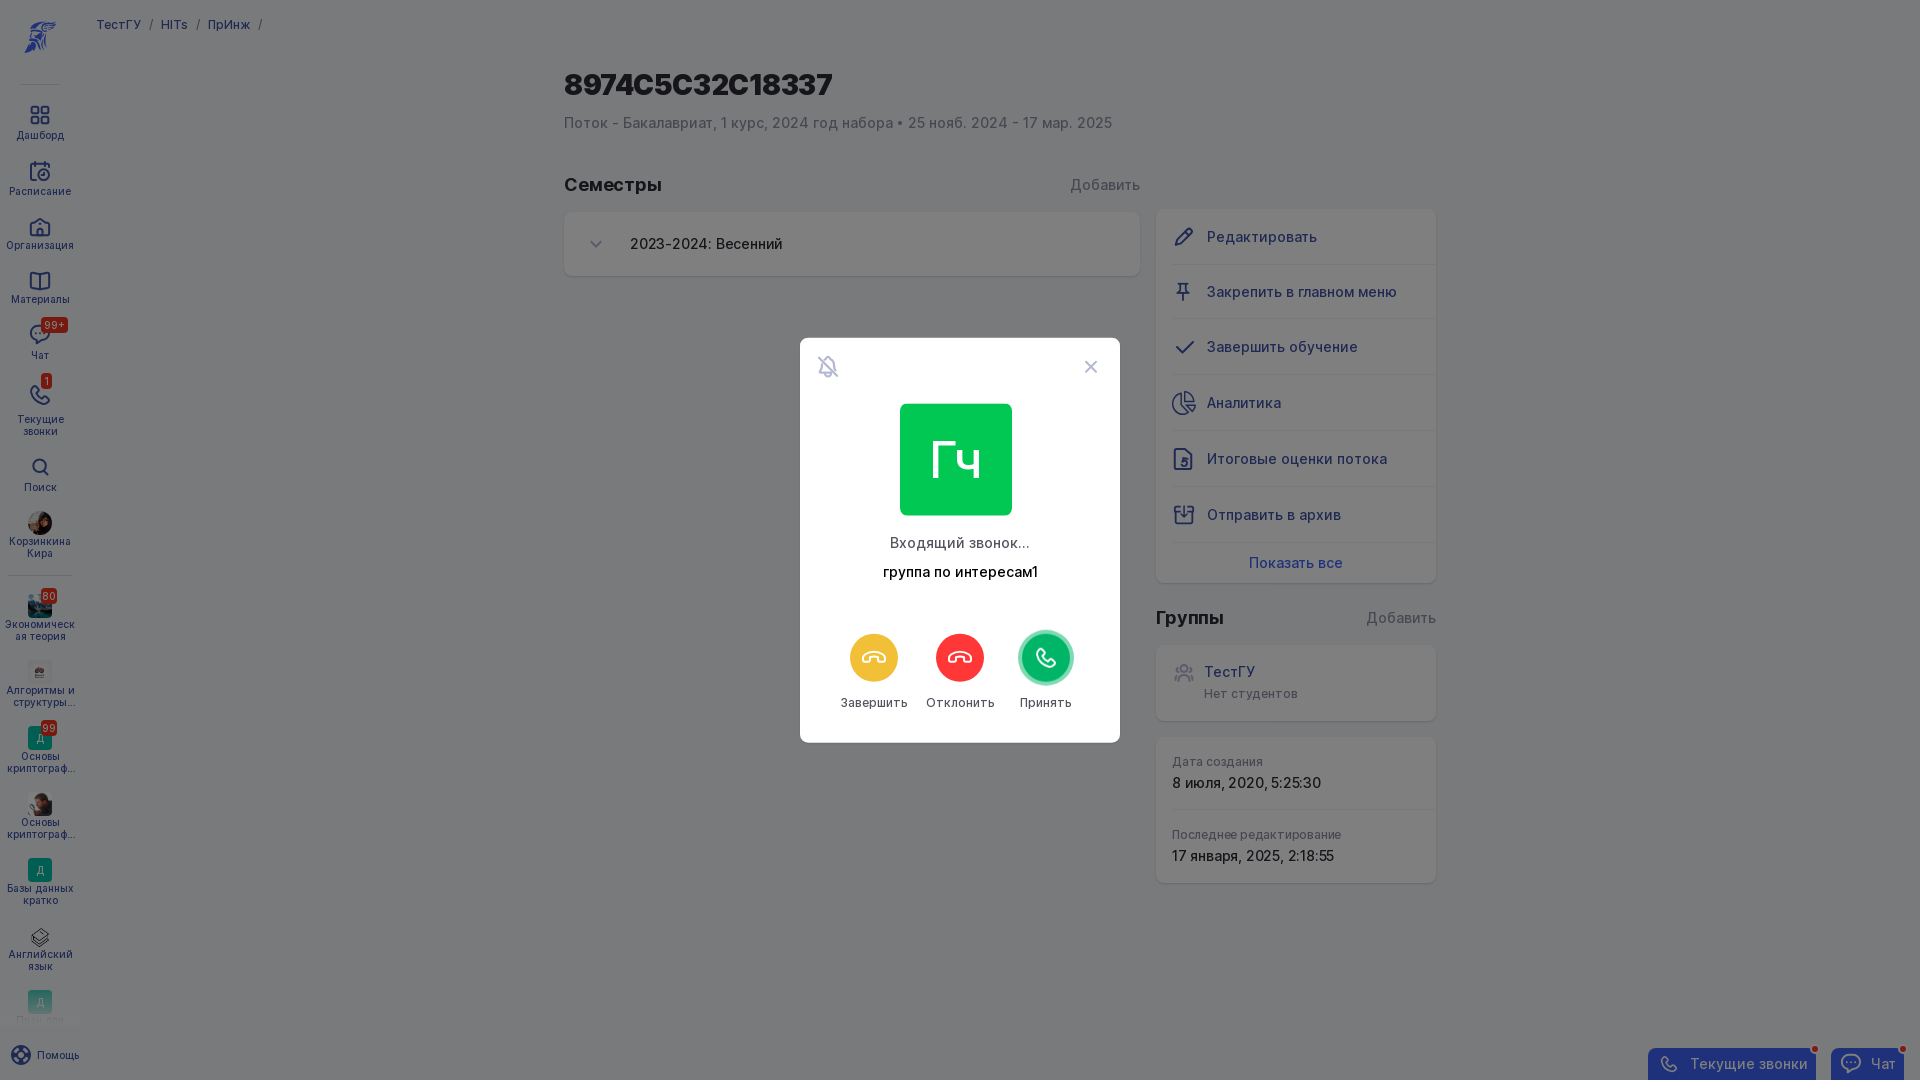 ТестГУ / HITs / ПрИнж /
8974C5C32C18337
Поток - Бакалавриат, 1 курс, 2024 год набора • 25 нояб. 2024 - 17 мар. 2025
Семестры
Добавить
2023-2024: Весенний
Дашборд
Расписание
Организация
Материалы
99+
Чат
1
Текущие
звонки
Поиск
Корзинкина
Кира
80
Экономическ
ая теория
Алгоритмы и
структуры...
99
Д
Основы
криптограф...
Основы
криптограф...
Д
Базы данных
кратко
Английский
язык
Д
Помощь
Гч
Входящий звонок...
группа по интересам1
Завершить
Отклонить
Принять
Редактировать
Закрепить в главном меню
Завершить обучение
Аналитика
5
Итоговые оценки потока
Отправить в архив
Показать все
Группы
Добавить
ТестГУ
Нет студентов
Дата создания
8 июля, 2020, 5:25:30
Последнее редактирование
17 января, 2025, 2:18:55
Текущие звонки
Чат